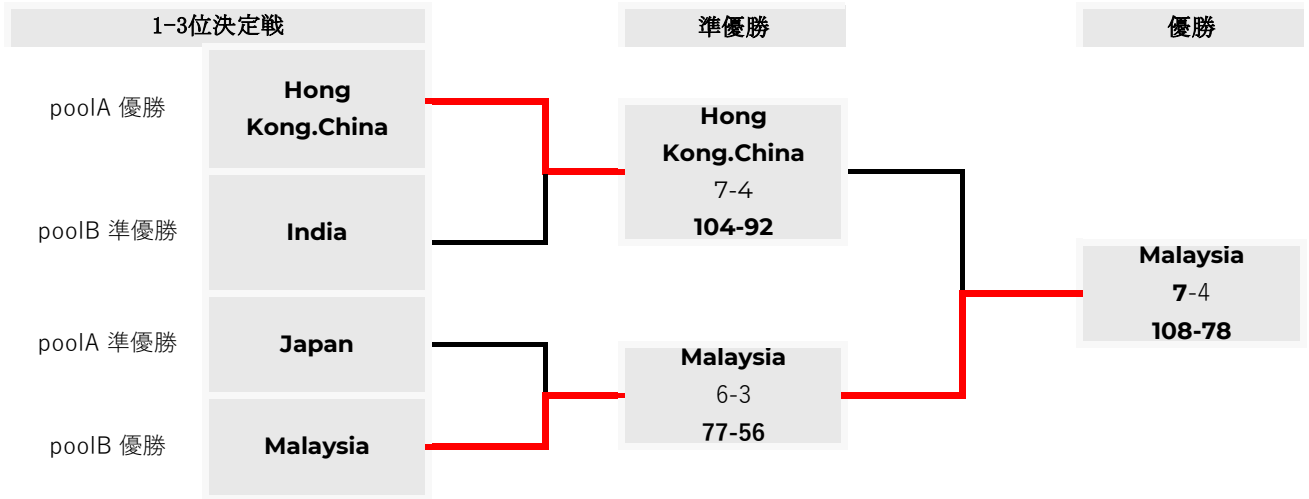 1-3位決定戦
準優勝
優勝
poolA 優勝
Hong
Kong.China
poolB 準優勝
India
poolA 準優勝
Japan
poolB 優勝
Malaysia
Hong
Kong.China
7-4
104-92
Malaysia
6-3
77-56
Malaysia
7-4
108-78